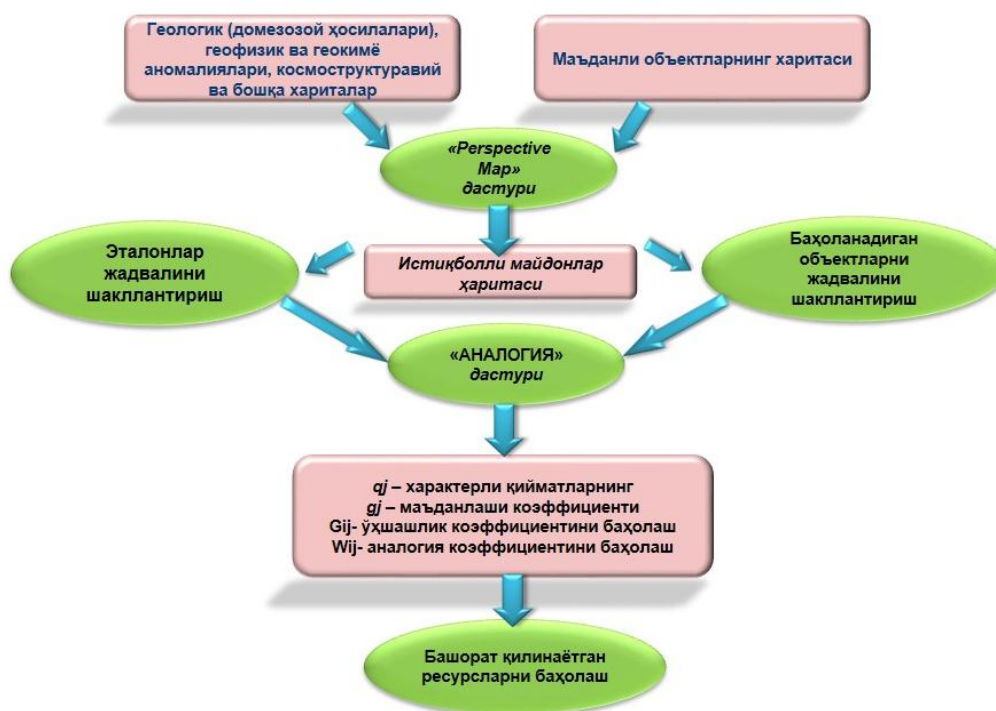 Геологик (домезозой ҳосилалари),
геофизик ва геокимё
аномалиялари, космоструктуравий
ва бошқа хариталар
Маъданли объектларнинг харитаси
«Perspective
Map»
дастури
Эталонлар
жадвалини
шакллантириш
Истиқболли майдонлар
ҳаритаси
Баҳоланадиган
объектларни
жадвалини
шакллантириш
«АНАЛОГИЯ»
дастури
qj – характерли қийматларнинг
gj – маъданлаши коэффициенти
Gij- ўҳшашлик коэффициентини баҳолаш
Wij- аналогия коэффициентини баҳолаш
Башорат қилинаётган
ресурсларни баҳолаш